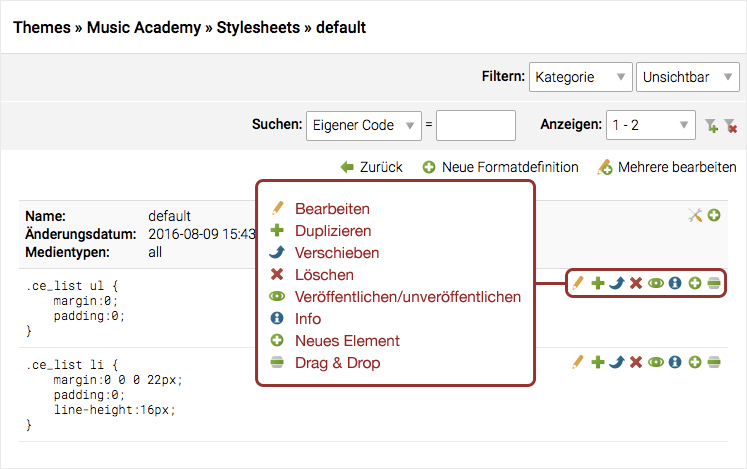 Themes » Music Academy » Stylesheets » default
Filtern: Kategorie Unsichtbar
Suchen: Eigener Code = Anzeigen: 1 - 2
Zurück Neue Formatdefinition Mehrere bearbeiten
Name: default
Änderungsdatum: 2016-08-09 15:43
Medientypen: all
Bearbeiten
Duplizieren
Verschieben
Löschen
Veröffentlichen/unveröffentlichen
Info
Neues Element
Drag & Drop
.ce_list ul {
    margin:0;
    padding:0;
}
.ce_list li {
    margin:0 0 0 22px;
    padding:0;
    line-height:16px;
}